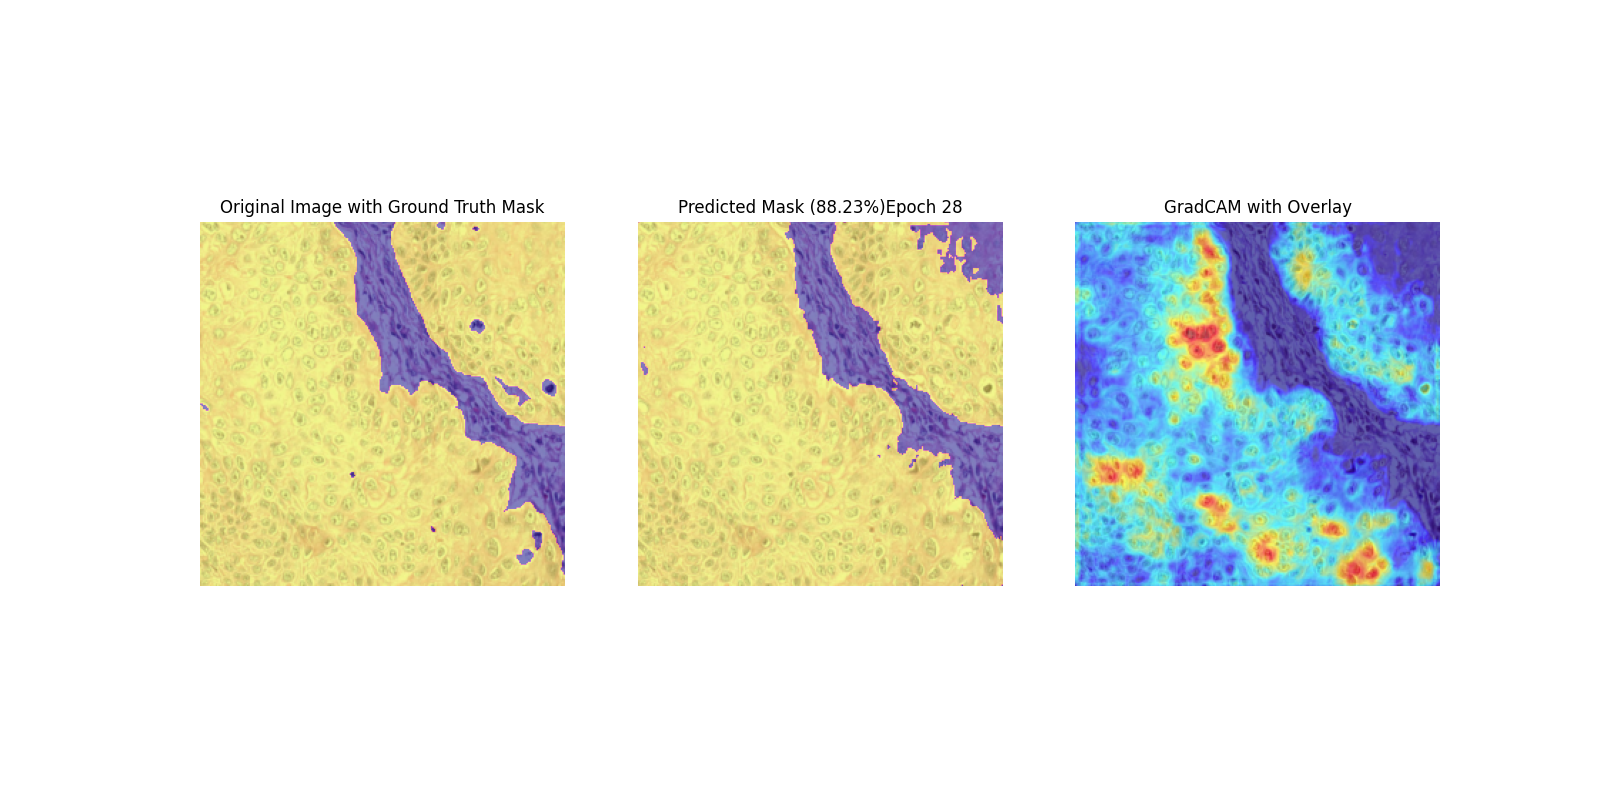 Original Image with Ground Truth Mask
Predicted Mask (88.23%)Epoch 28
GradCAM with Overlay